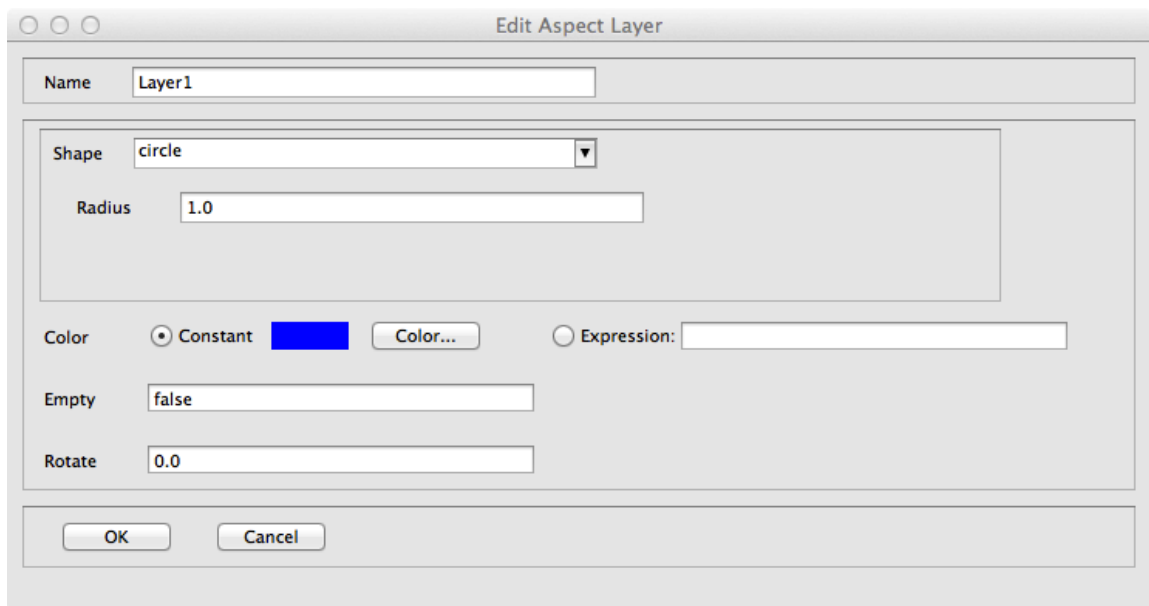 Edit Aspect Layer
Name Layer1
Shape circle
Radius 1.0
Color Constant Color... Expression:
Empty false
Rotate 0.0
OK Cancel